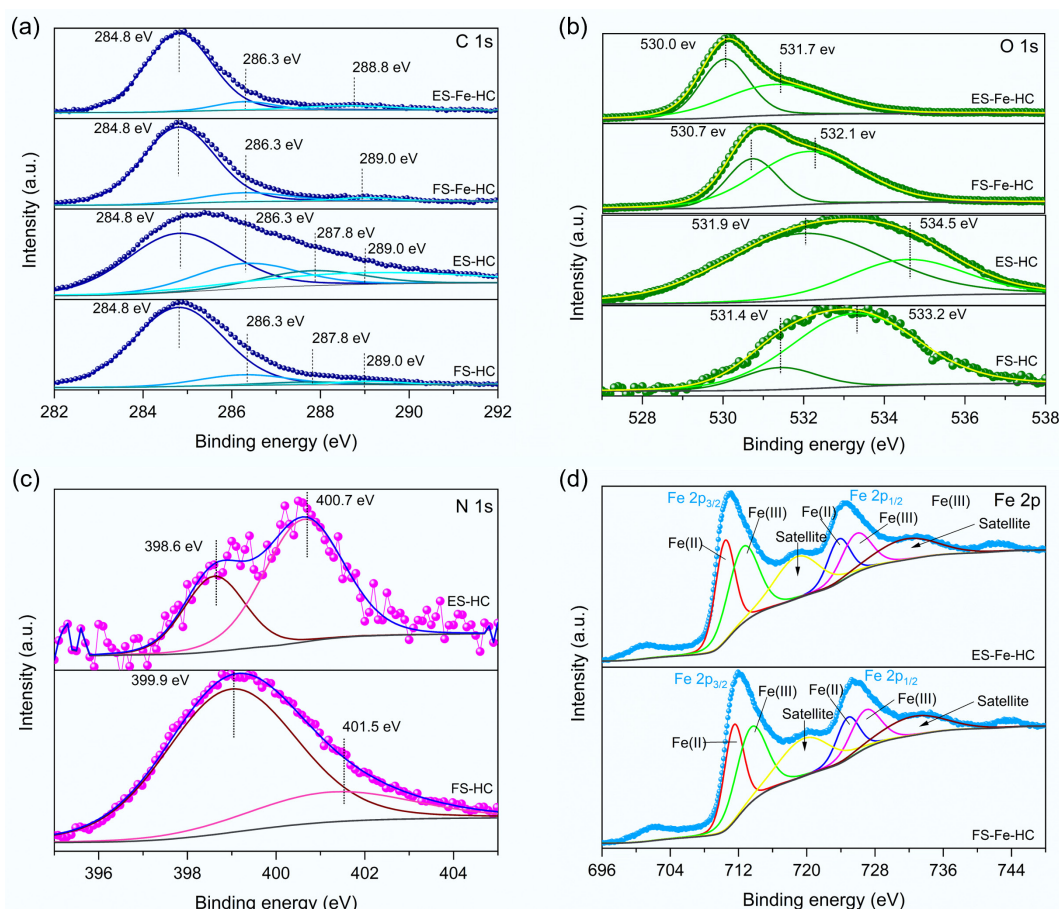 (a)
C 1s
284.8 eV
286.3 eV
288.8 eV
ES-Fe-HC
284.8 eV
286.3 eV
289.0 eV
FS-Fe-HC
284.8 eV
286.3 eV
287.8 eV
289.0 eV
ES-HC
284.8 eV
286.3 eV
287.8 eV
289.0 eV
FS-HC
282 284 286 288 290 292
Binding energy (eV)
Intensity (a.u.)
(b)
O 1s
530.0 ev
531.7 ev
ES-Fe-HC
530.7 ev
532.1 ev
FS-Fe-HC
531.9 eV
534.5 eV
ES-HC
531.4 eV
533.2 eV
FS-HC
528 530 532 534 536 538
Binding energy (eV)
Intensity (a.u.)
(c)
N 1s
400.7 eV
398.6 eV
ES-HC
399.9 eV
401.5 eV
FS-HC
396 398 400 402 404
Binding energy (eV)
Intensity (a.u.)
(d)
Fe 2p
Fe 2p3/2
Fe 2p1/2
Fe(II)
Fe(III)
Satellite
Fe(II)
Fe(III)
Satellite
ES-Fe-HC
Fe 2p3/2
Fe 2p1/2
Fe(II)
Fe(III)
Satellite
Fe(II)
Fe(III)
Satellite
FS-Fe-HC
696 704 712 720 728 736 744
Binding energy (eV)
Intensity (a.u.)